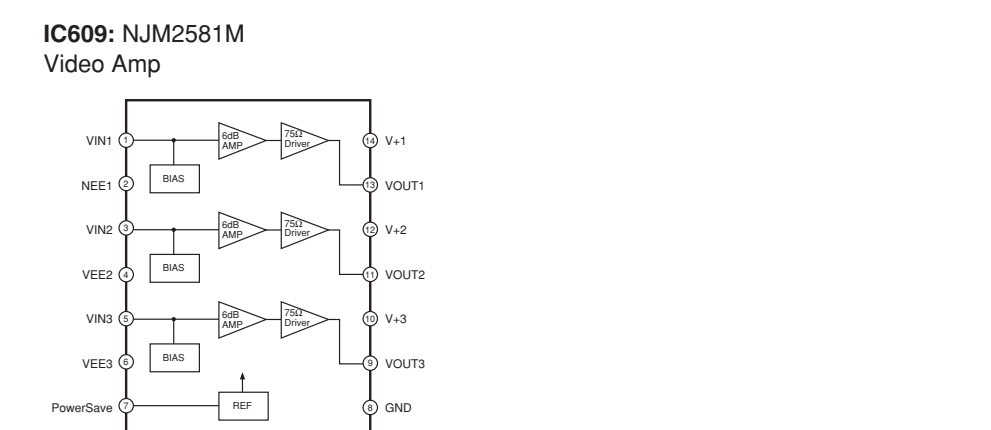 IC609: NJM2581M
Video Amp
VIN1 1 6dB AMP 75Ω Driver 14 V+1
BIAS
NEE1 2 13 VOUT1
VIN2 3 6dB AMP 75Ω Driver 12 V+2
BIAS
VEE2 4 11 VOUT2
VIN3 5 6dB AMP 75Ω Driver 10 V+3
BIAS
VEE3 6 9 VOUT3
PowerSave 7 REF 8 GND